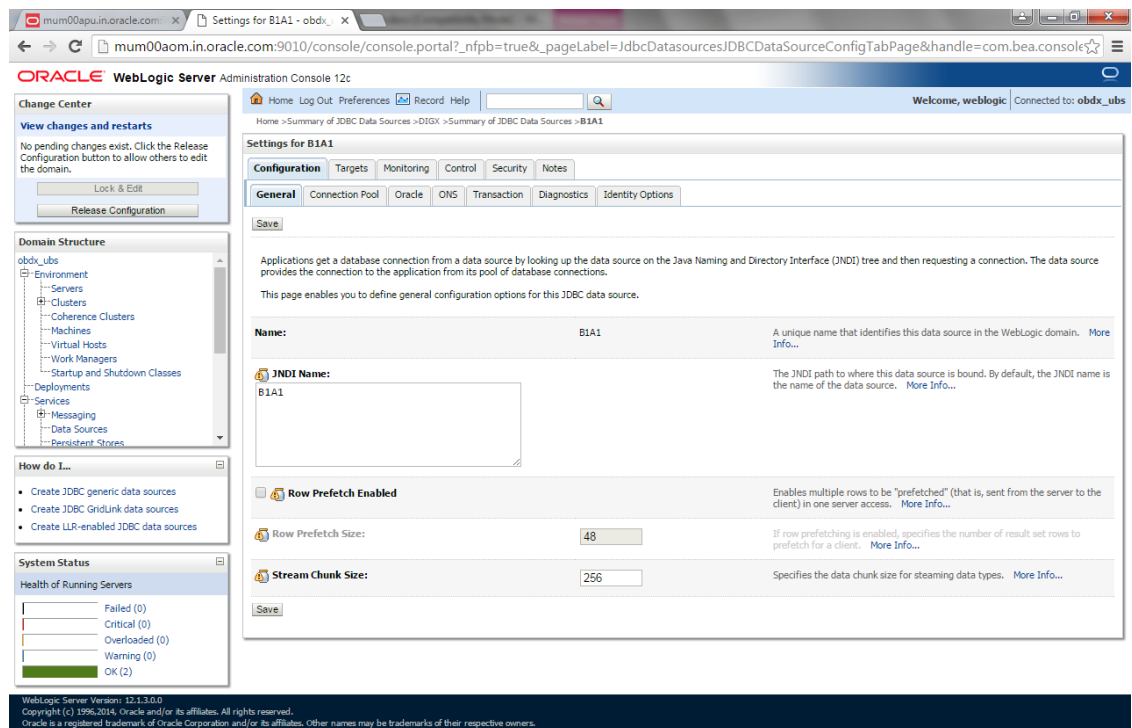 mum00apu.in.oracle.com:
Settings for B1A1 - obdx_u
mum00aom.in.oracle.com:9010/console/console.portal?_nfpb=true&_pageLabel=JdbcDatasourcesJDBCDataSourceConfigTabPage&handle=com.bea.console
ORACLE WebLogic Server Administration Console 12c
Change Center
View changes and restarts
No pending changes exist. Click the Release
Configuration button to allow others to edit
the domain.
Lock & Edit
Release Configuration
Domain Structure
obdx_ubs
Environment
Servers
Clusters
Coherence Clusters
Machines
Virtual Hosts
Work Managers
Startup and Shutdown Classes
Deployments
Services
Messaging
Data Sources
Persistent Stores
How do I...
Create JDBC generic data sources
Create JDBC GridLink data sources
Create LLR-enabled JDBC data sources
System Status
Health of Running Servers
Failed (0)
Critical (0)
Overloaded (0)
Warning (0)
OK (2)
Home Log Out Preferences Record Help
Welcome, weblogic Connected to: obdx_ubs
Home >Summary of JDBC Data Sources >DIGX >Summary of JDBC Data Sources >B1A1
Settings for B1A1
Configuration Targets Monitoring Control Security Notes
General Connection Pool Oracle ONS Transaction Diagnostics Identity Options
Save
Applications get a database connection from a data source by looking up the data source on the Java Naming and Directory Interface (JNDI) tree and then requesting a connection. The data source
provides the connection to the application from its pool of database connections.
This page enables you to define general configuration options for this JDBC data source.
Name: B1A1 A unique name that identifies this data source in the WebLogic domain. More
Info...
JNDI Name: The JNDI path to where this data source is bound. By default, the JNDI name is
the name of the data source. More Info...
B1A1
Row Prefetch Enabled Enables multiple rows to be "prefetched" (that is, sent from the server to the
client) in one server access. More Info...
Row Prefetch Size: 48 If row prefetching is enabled, specifies the number of result set rows to
prefetch for a client. More Info...
Stream Chunk Size: 256 Specifies the data chunk size for steaming data types. More Info...
Save
WebLogic Server Version: 12.1.3.0.0
Copyright (c) 1996,2014, Oracle and/or its affiliates. All rights reserved.
Oracle is a registered trademark of Oracle Corporation and/or its affiliates. Other names may be trademarks of their respective owners.